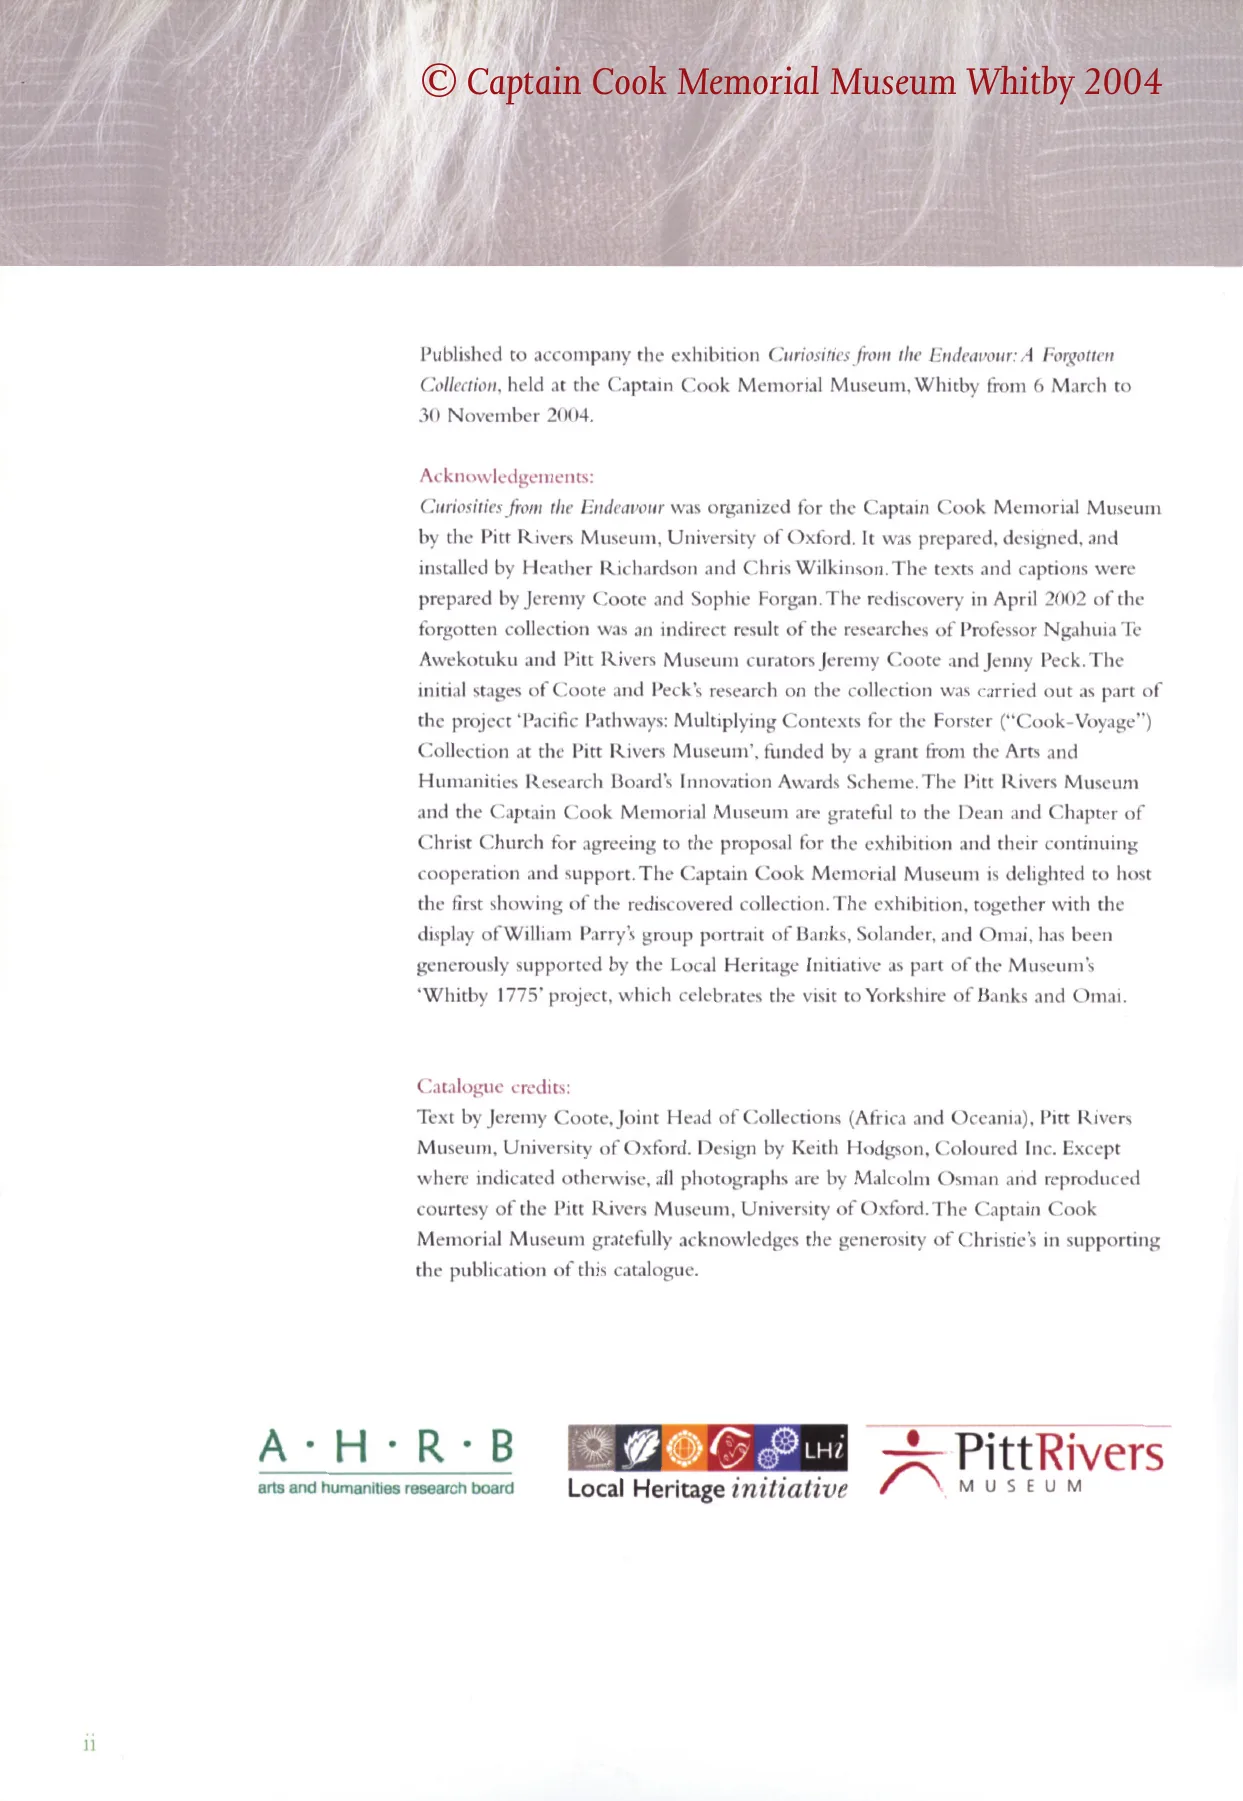 © Captain Cook Memorial Museum Whitby 2004
Published to accompany the exhibition Curiosities from the Endeavour: A Forgotten
Collection, held at the Captain Cook Memorial Museum, Whitby from 6 March to
30 November 2004.
Acknowledgements:
Curiosities from the Endeavour was organized for the Captain Cook Memorial Museum
by the Pitt Rivers Museum, University of Oxford. It was prepared, designed, and
installed by Heather Richardson and Chris Wilkinson. The texts and captions were
prepared by Jeremy Coote and Sophie Forgan. The rediscovery in April 2002 of the
forgotten collection was an indirect result of the researches of Professor Ngahuia Te
Awekotuku and Pitt Rivers Museum curators Jeremy Coote and Jenny Peck. The
initial stages of Coote and Peck's research on the collection was carried out as part of
the project ‘Pacific Pathways: Multiplying Contexts for the Forster (“Cook-Voyage”)
Collection at the Pitt Rivers Museum’, funded by a grant from the Arts and
Humanities Research Board's Innovation Awards Scheme. The Pitt Rivers Museum
and the Captain Cook Memorial Museum are grateful to the Dean and Chapter of
Christ Church for agreeing to the proposal for the exhibition and their continuing
cooperation and support. The Captain Cook Memorial Museum is delighted to host
the first showing of the rediscovered collection. The exhibition, together with the
display of William Parry's group portrait of Banks, Solander, and Omai, has been
generously supported by the Local Heritage Initiative as part of the Museum's
‘Whitby 1775’ project, which celebrates the visit to Yorkshire of Banks and Omai.
Catalogue credits:
Text by Jeremy Coote, Joint Head of Collections (Africa and Oceania), Pitt Rivers
Museum, University of Oxford. Design by Keith Hodgson, Coloured Inc. Except
where indicated otherwise, all photographs are by Malcolm Osman and reproduced
courtesy of the Pitt Rivers Museum, University of Oxford. The Captain Cook
Memorial Museum gratefully acknowledges the generosity of Christie's in supporting
the publication of this catalogue.
A·H·R·B
arts and humanities research board
LHi
Local Heritage initiative
PittRivers
MUSEUM
ii